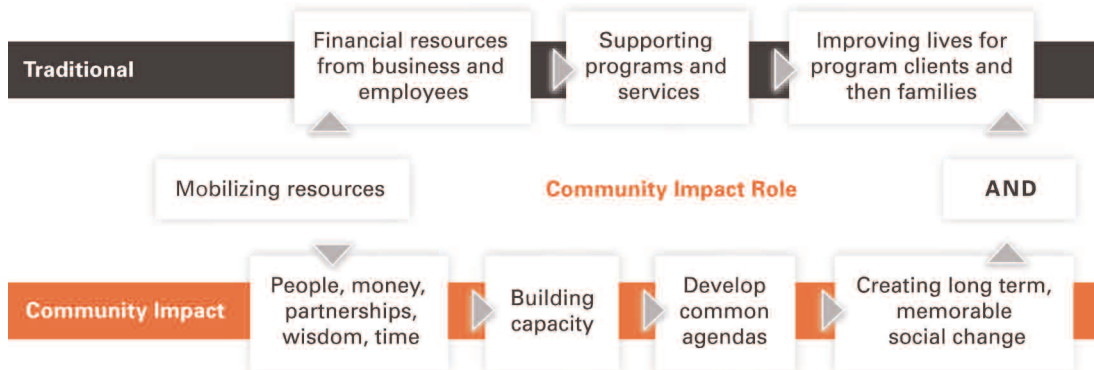 Traditional
Financial resources
from business and
employees
Supporting
programs and
services
Improving lives for
program clients and
then families
Mobilizing resources
Community Impact Role
AND
Community Impact
People, money,
partnerships,
wisdom, time
Building
capacity
Develop
common
agendas
Creating long term,
memorable
social change